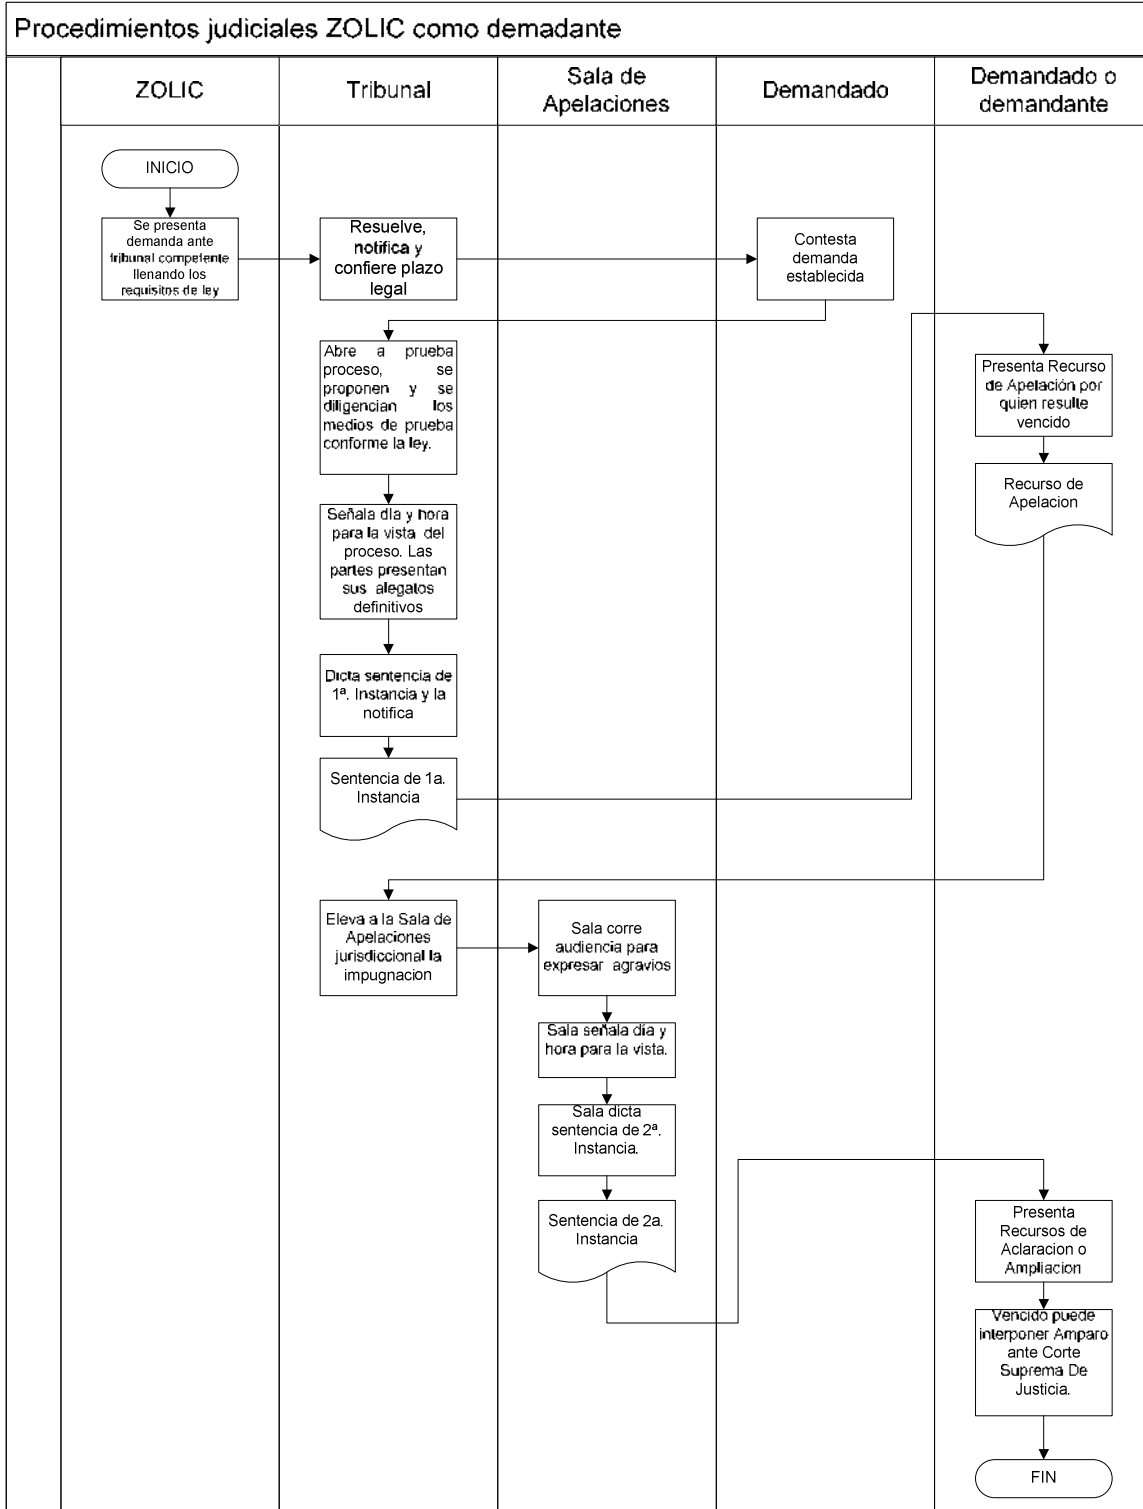 Procedimientos judiciales ZOLIC como demadante
ZOLIC
Tribunal
Sala de
Apelaciones
Demandado
Demandado o
demandante
INICIO
Se presenta
demanda ante
tribunal competente
llenando los
requisitos de ley
Resuelve,
notifica y
confiere plazo
legal
Contesta
demanda
establecida
Abre a prueba
proceso, se
proponen y se
diligencian los
medios de prueba
conforme la ley.
Señala día y hora
para la vista del
proceso. Las
partes presentan
sus alegatos
definitivos
Dicta sentencia de
1ª. Instancia y la
notifica
Sentencia de 1a.
Instancia
Presenta Recurso
de Apelación por
quien resulte
vencido
Recurso de
Apelacion
Eleva a la Sala de
Apelaciones
jurisdiccional la
impugnacion
Sala corre
audiencia para
expresar agravios
Sala señala día y
hora para la vista.
Sala dicta
sentencia de 2ª.
Instancia.
Sentencia de 2a.
Instancia
Presenta
Recursos de
Aclaracion o
Ampliacion
Vencido puede
interponer Amparo
ante Corte
Suprema De
Justicia.
FIN